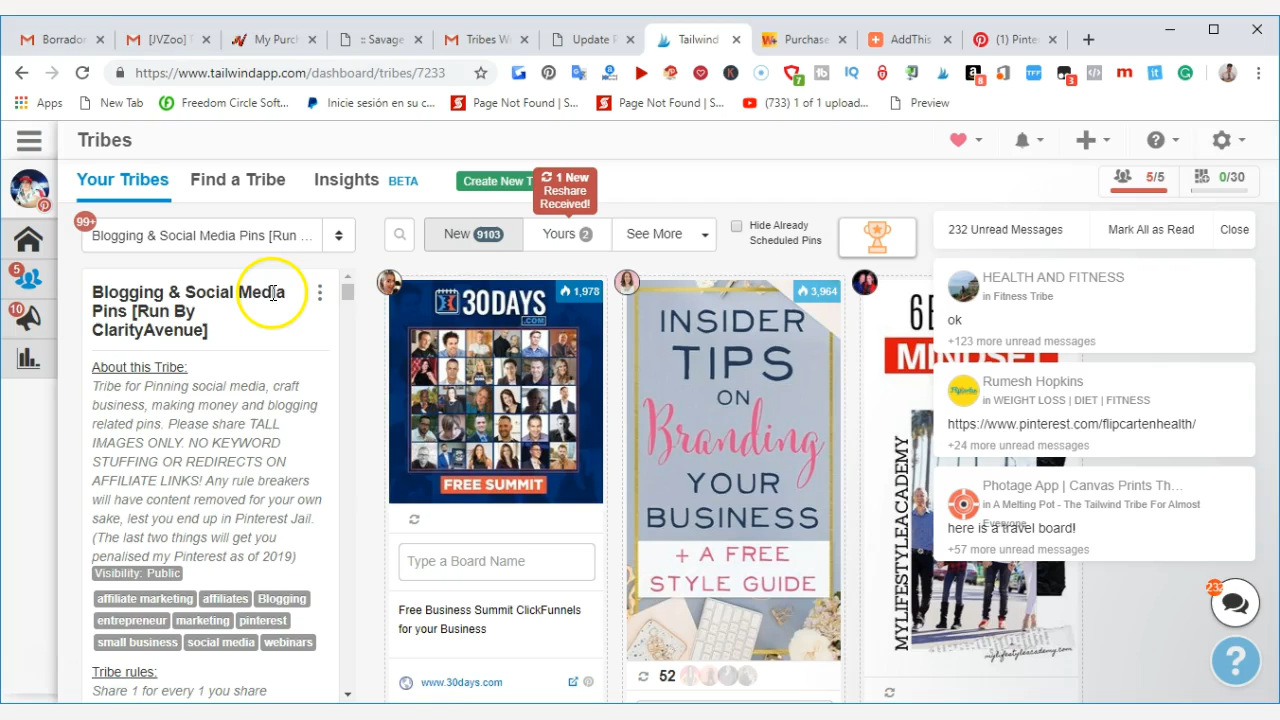 Borrador
[JVZoo]
My Purc
:: Savage
Tribes W
Update
Tailwind
Purchase
AddThis
(1) Pinte
https://www.tailwindapp.com/dashboard/tribes/7233
Apps
New Tab
Freedom Circle Soft...
Inicie sesión en su c...
Page Not Found | S...
Page Not Found | S...
(733) 1 of 1 upload...
Preview
Tribes
Your Tribes
Find a Tribe
Insights BETA
Create New T
1 New
Reshare
Received!
5/5
0/30
99+
Blogging & Social Media Pins [Run ...
New 9103
Yours 2
See More
Hide Already
Scheduled Pins
232 Unread Messages
Mark All as Read
Close
5
10
Blogging & Social Media
Pins [Run By
ClarityAvenue]
About this Tribe:
Tribe for Pinning social media, craft
business, making money and blogging
related pins. Please share TALL
IMAGES ONLY. NO KEYWORD
STUFFING OR REDIRECTS ON
AFFILIATE LINKS! Any rule breakers
will have content removed for your own
sake, lest you end up in Pinterest Jail.
(The last two things will get you
penalised my Pinterest as of 2019)
Visibility: Public
affiliate marketing affiliates Blogging
entrepreneur marketing pinterest
small business social media webinars
Tribe rules:
Share 1 for every 1 you share
1,978
30DAYS
.COM
FREE SUMMIT
Type a Board Name
Free Business Summit ClickFunnels
for your Business
www.30days.com
3,964
INSIDER
TIPS
ON
Branding
YOUR
BUSINESS
+ A FREE
STYLE GUIDE
52
MINDSET
MYLIFESTYLEACADEMY
mylifestyleacademy.com
HEALTH AND FITNESS
in Fitness Tribe
ok
+123 more unread messages
Rumesh Hopkins
in WEIGHT LOSS | DIET | FITNESS
https://www.pinterest.com/flipcartenhealth/
+24 more unread messages
Photage App | Canvas Prints Th...
in A Melting Pot - The Tailwind Tribe For Almost
Everyone
here is a travel board!
+57 more unread messages